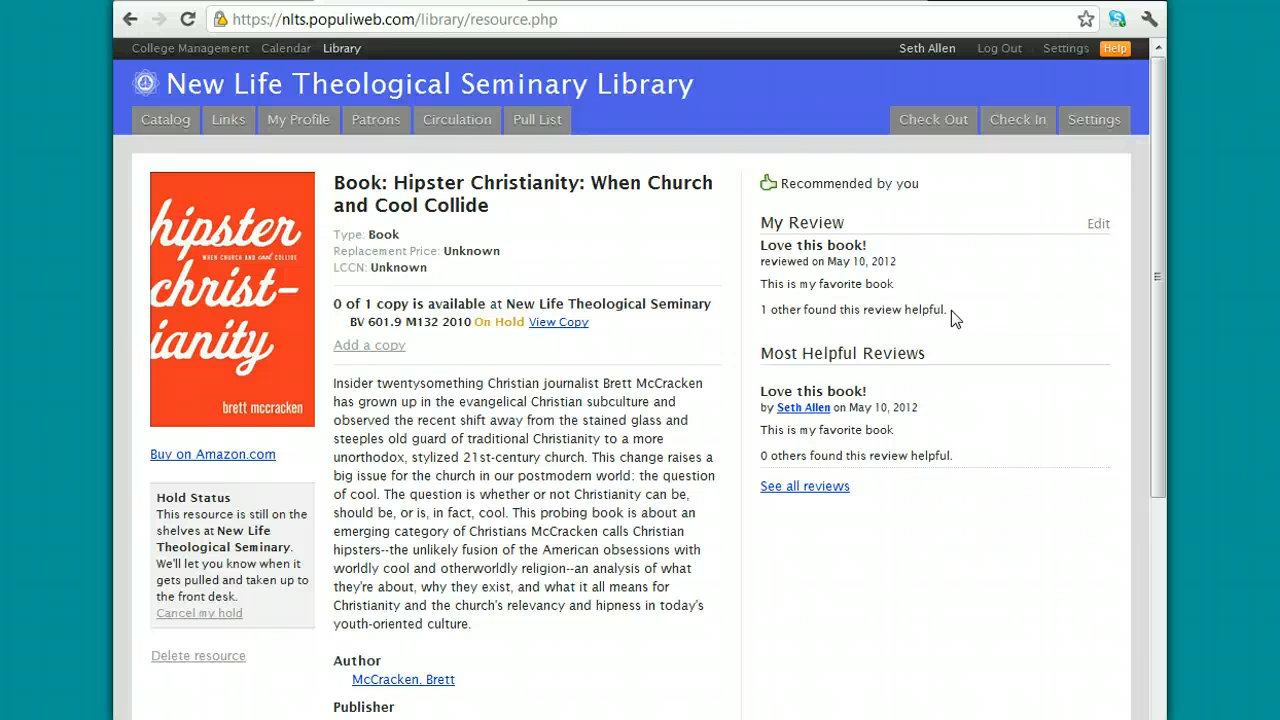 https://nlts.populiweb.com/library/resource.php
College Management Calendar Library Seth Allen Log Out Settings Help
New Life Theological Seminary Library
Catalog Links My Profile Patrons Circulation Pull List Check Out Check In Settings
hipster
WHEN CHURCH AND cool COLLIDE
christ-
ianity
brett mccracken
Buy on Amazon.com
Hold Status
This resource is still on the
shelves at New Life
Theological Seminary.
We'll let you know when it
gets pulled and taken up to
the front desk.
Cancel my hold
Delete resource
Book: Hipster Christianity: When Church
and Cool Collide
Type: Book
Replacement Price: Unknown
LCCN: Unknown
0 of 1 copy is available at New Life Theological Seminary
BV 601.9 M132 2010 On Hold View Copy
Add a copy
Insider twentysomething Christian journalist Brett McCracken
has grown up in the evangelical Christian subculture and
observed the recent shift away from the stained glass and
steeples old guard of traditional Christianity to a more
unorthodox, stylized 21st-century church. This change raises a
big issue for the church in our postmodern world: the question
of cool. The question is whether or not Christianity can be,
should be, or is, in fact, cool. This probing book is about an
emerging category of Christians McCracken calls Christian
hipsters--the unlikely fusion of the American obsessions with
worldly cool and otherworldly religion--an analysis of what
they're about, why they exist, and what it all means for
Christianity and the church's relevancy and hipness in today's
youth-oriented culture.
Author
McCracken, Brett
Publisher
Recommended by you
My Review Edit
Love this book!
reviewed on May 10, 2012
This is my favorite book
1 other found this review helpful.
Most Helpful Reviews
Love this book!
by Seth Allen on May 10, 2012
This is my favorite book
0 others found this review helpful.
See all reviews